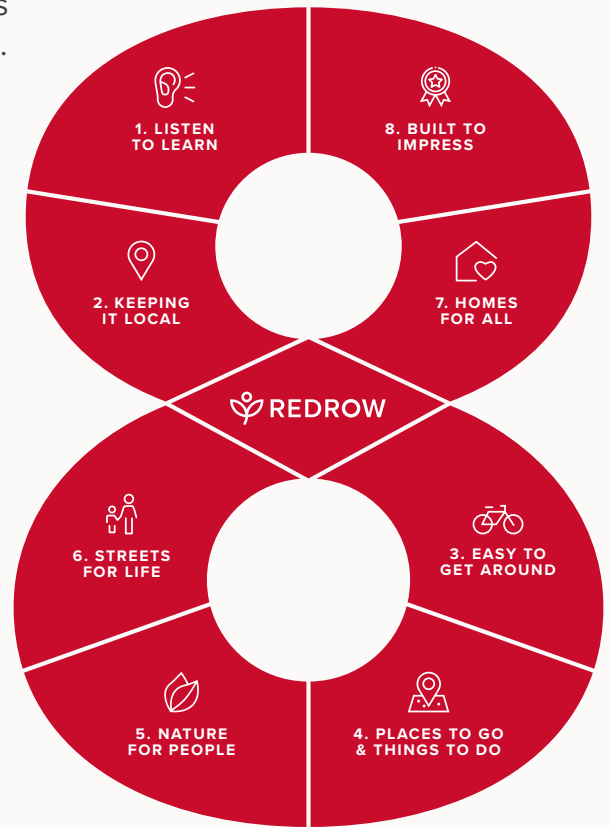 s
.
1. LISTEN
TO LEARN
8. BUILT TO
IMPRESS
2. KEEPING
IT LOCAL
7. HOMES
FOR ALL
REDROW
6. STREETS
FOR LIFE
3. EASY TO
GET AROUND
5. NATURE
FOR PEOPLE
4. PLACES TO GO
& THINGS TO DO